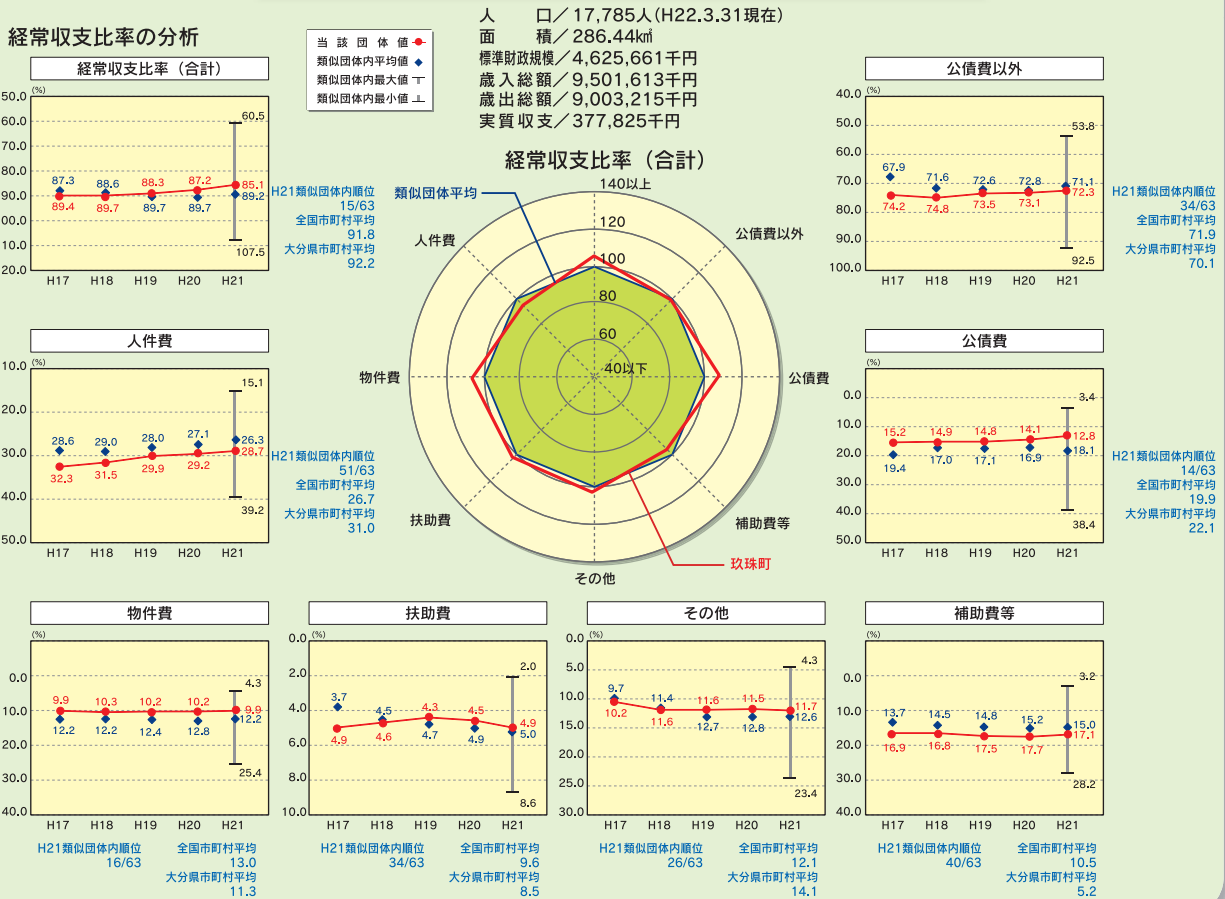 経常収支比率の分析
当該団体値
類似団体内平均値
類似団体内最大値
類似団体内最小値
人　　口／17,785人(H22.3.31現在)
面　　積／286.44㎢
標準財政規模／4,625,661千円
歳入総額／9,501,613千円
歳出総額／9,003,215千円
実質収支／377,825千円
経常収支比率（合計）
(%)
50.0
60.0
70.0
80.0
90.0
00.0
10.0
20.0
60.5
87.3 88.6 88.3 87.2 85.1
89.4 89.7 89.7 89.7 89.2
107.5
H17 H18 H19 H20 H21
H21類似団体内順位
15/63
全国市町村平均
91.8
大分県市町村平均
92.2
経常収支比率（合計）
類似団体平均
140以上
120
100
80
60
40以下
人件費
公債費以外
物件費
公債費
扶助費
補助費等
その他
玖珠町
公債費以外
(%)
40.0
50.0
60.0
70.0
80.0
90.0
100.0
53.8
67.9 71.6 72.6 72.8 71.1
74.2 74.8 73.5 73.1 72.3
92.5
H17 H18 H19 H20 H21
H21類似団体内順位
34/63
全国市町村平均
71.9
大分県市町村平均
70.1
人件費
(%)
10.0
20.0
30.0
40.0
50.0
15.1
28.6 29.0 28.0 27.1 26.3
32.3 31.5 29.9 29.2 28.7
39.2
H17 H18 H19 H20 H21
H21類似団体内順位
51/63
全国市町村平均
26.7
大分県市町村平均
31.0
公債費
(%)
0.0
10.0
20.0
30.0
40.0
50.0
3.4
15.2 14.9 14.8 14.1 12.8
19.4 17.0 17.1 16.9 18.1
38.4
H17 H18 H19 H20 H21
H21類似団体内順位
14/63
全国市町村平均
19.9
大分県市町村平均
22.1
物件費
(%)
0.0
10.0
20.0
30.0
40.0
4.3
9.9 10.3 10.2 10.2 9.9
12.2 12.2 12.4 12.8 12.2
25.4
H17 H18 H19 H20 H21
H21類似団体内順位
16/63
全国市町村平均
13.0
大分県市町村平均
11.3
扶助費
(%)
0.0
2.0
4.0
6.0
8.0
10.0
2.0
3.7 4.5 4.3 4.5 4.9
4.9 4.6 4.7 4.9 5.0
8.6
H17 H18 H19 H20 H21
H21類似団体内順位
34/63
全国市町村平均
9.6
大分県市町村平均
8.5
その他
(%)
0.0
5.0
10.0
15.0
20.0
25.0
30.0
4.3
9.7 11.4 11.6 11.5 11.7
10.2 11.6 12.7 12.8 12.6
23.4
H17 H18 H19 H20 H21
H21類似団体内順位
26/63
全国市町村平均
12.1
大分県市町村平均
14.1
補助費等
(%)
0.0
10.0
20.0
30.0
40.0
3.2
13.7 14.5 14.8 15.2 15.0
16.9 16.8 17.5 17.7 17.1
28.2
H17 H18 H19 H20 H21
H21類似団体内順位
40/63
全国市町村平均
10.5
大分県市町村平均
5.2